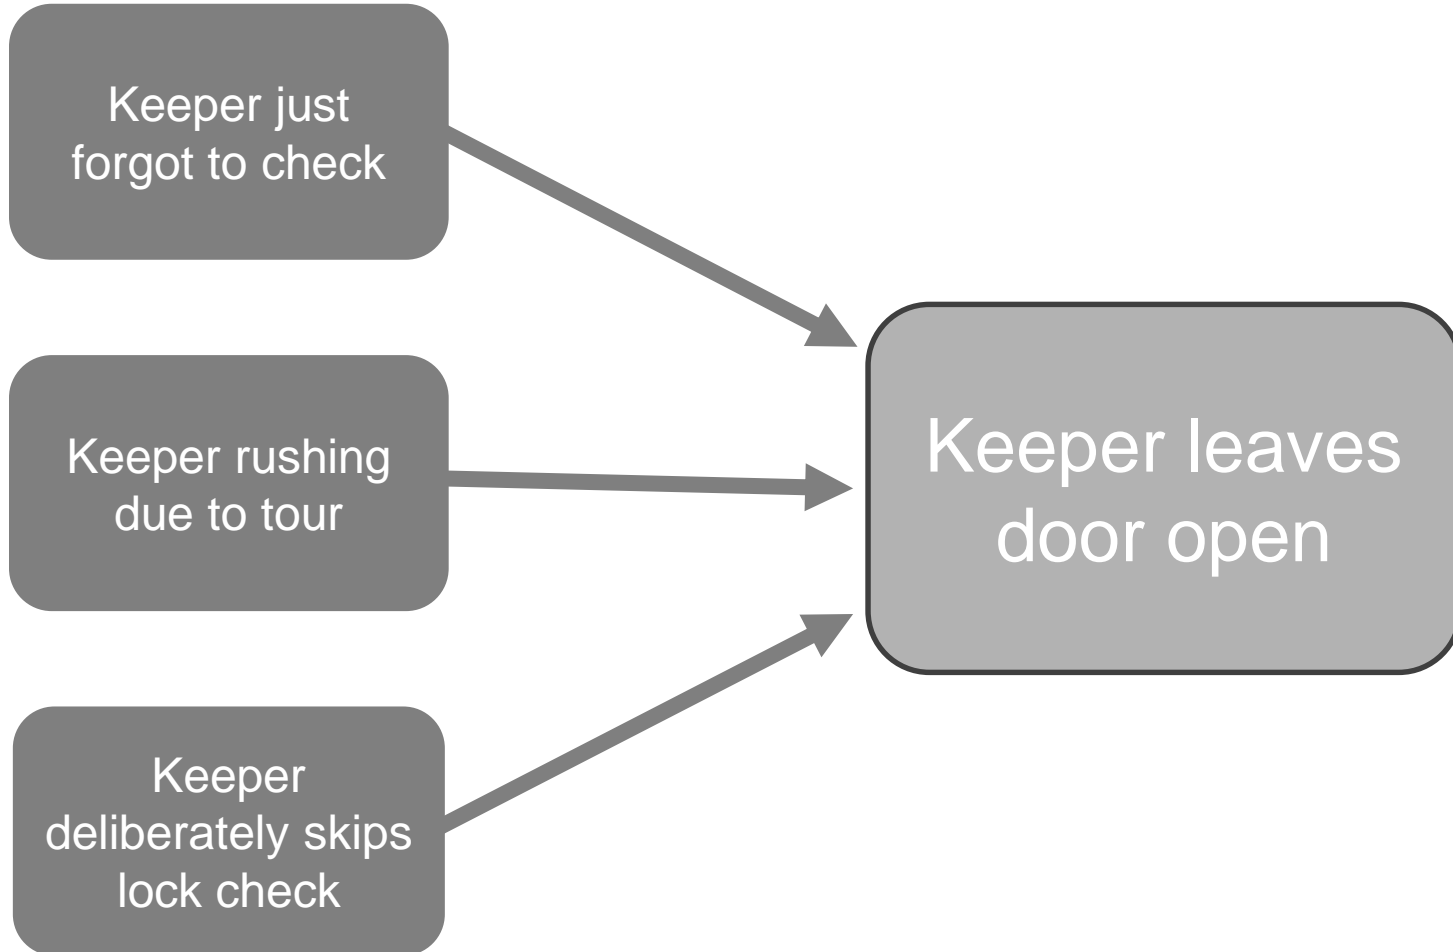 Keeper just
forgot to check
Keeper rushing
due to tour
Keeper
deliberately skips
lock check
Keeper leaves
door open